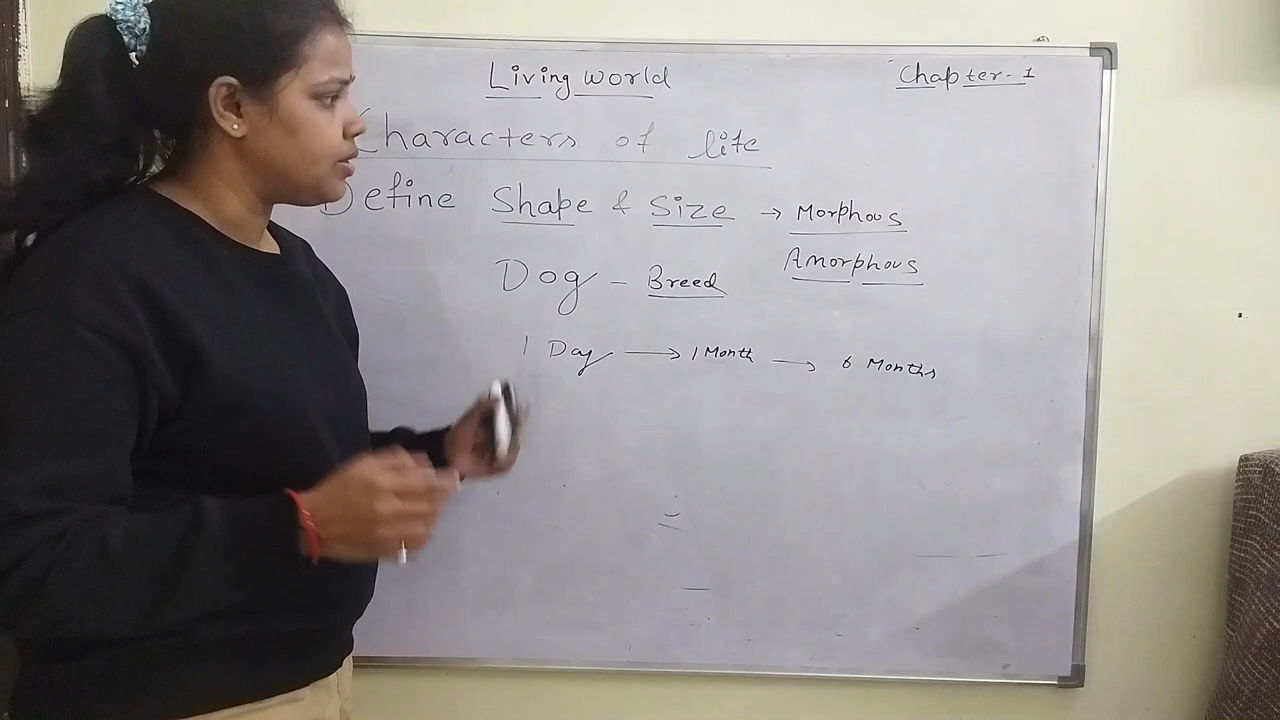 Living world
Chapter-1
Characters of life
Define Shape & Size → Morphous
Amorphous
Dog - Breed
1 Day → 1 Month → 6 Months